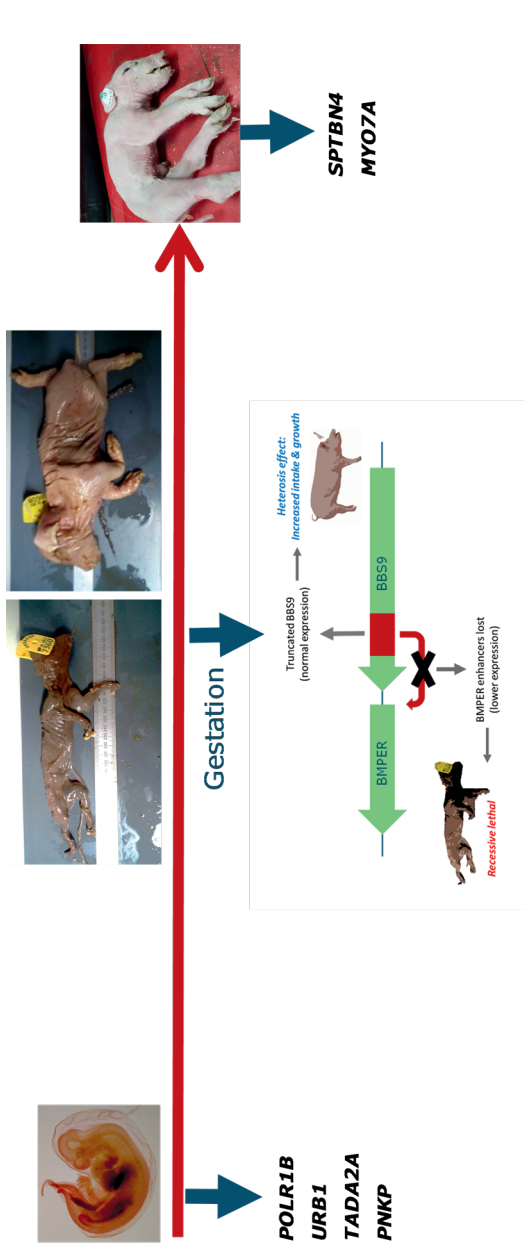 SPTBN4
MYO7A
Gestation
Heterosis effect:
Increased intake & growth
Truncated BBS9
(normal expression)
BBS9
BMPER
BMPER enhancers lost
(lower expression)
Recessive lethal
POLR1B
URB1
TADA2A
PNKP